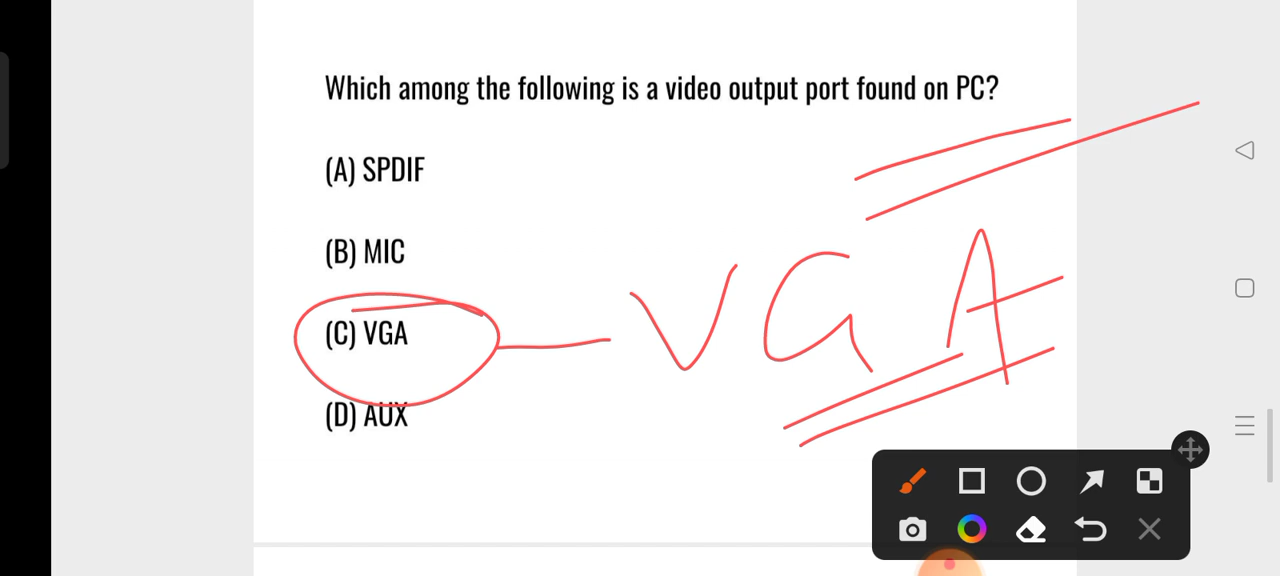 Which among the following is a video output port found on PC?
(A) SPDIF
(B) MIC
(C) VGA
VGA
(D) AUX